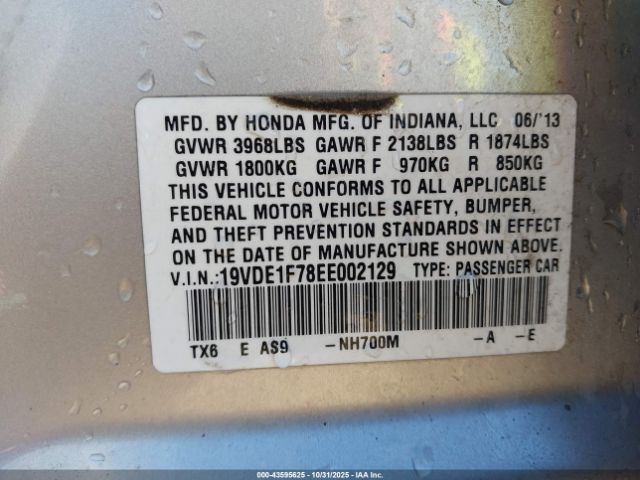 MFD. BY HONDA MFG. OF INDIANA, LLC 06/'13
GVWR 3968LBS GAWR F 2138LBS R 1874LBS
GVWR 1800KG GAWR F 970KG R 850KG
THIS VEHICLE CONFORMS TO ALL APPLICABLE
FEDERAL MOTOR VEHICLE SAFETY, BUMPER,
AND THEFT PREVENTION STANDARDS IN EFFECT
ON THE DATE OF MANUFACTURE SHOWN ABOVE.
V.I.N.:19VDE1F78EE002129 TYPE: PASSENGER CAR
TX6 E AS9 -NH700M -A -E
000-43595625 • 10/31/2025 • IAA Inc.